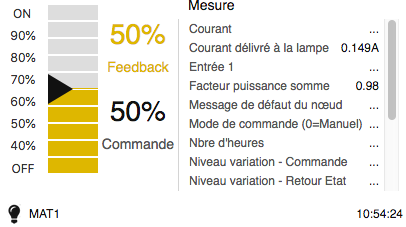 ON
90%
80%
70%
60%
50%
40%
OFF
50%
Feedback
50%
Commande
Mesure
Courant ...
Courant délivré à la lampe 0.149A
Entrée 1 ...
Facteur puissance somme 0.98
Message de défaut du nœud ...
Mode de commande (0=Manuel) ...
Nbre d'heures ...
Niveau variation - Commande ...
Niveau variation - Retour Etat ...
MAT1 10:54:24